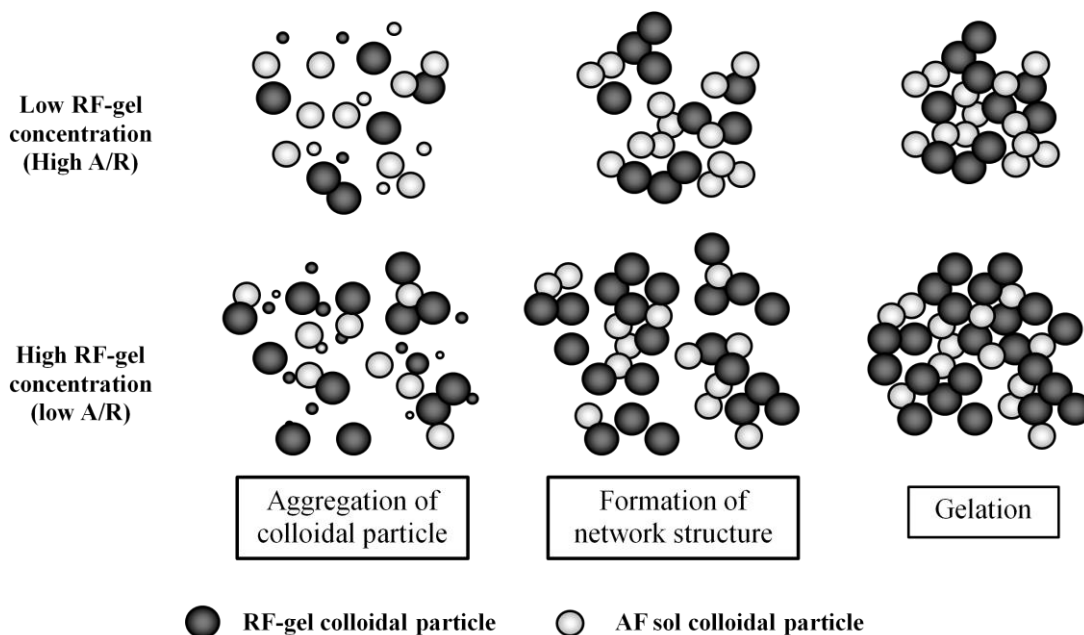 Low RF-gel
concentration
(High A/R)
High RF-gel
concentration
(low A/R)
Aggregation of
colloidal particle
Formation of
network structure
Gelation
RF-gel colloidal particle
AF sol colloidal particle